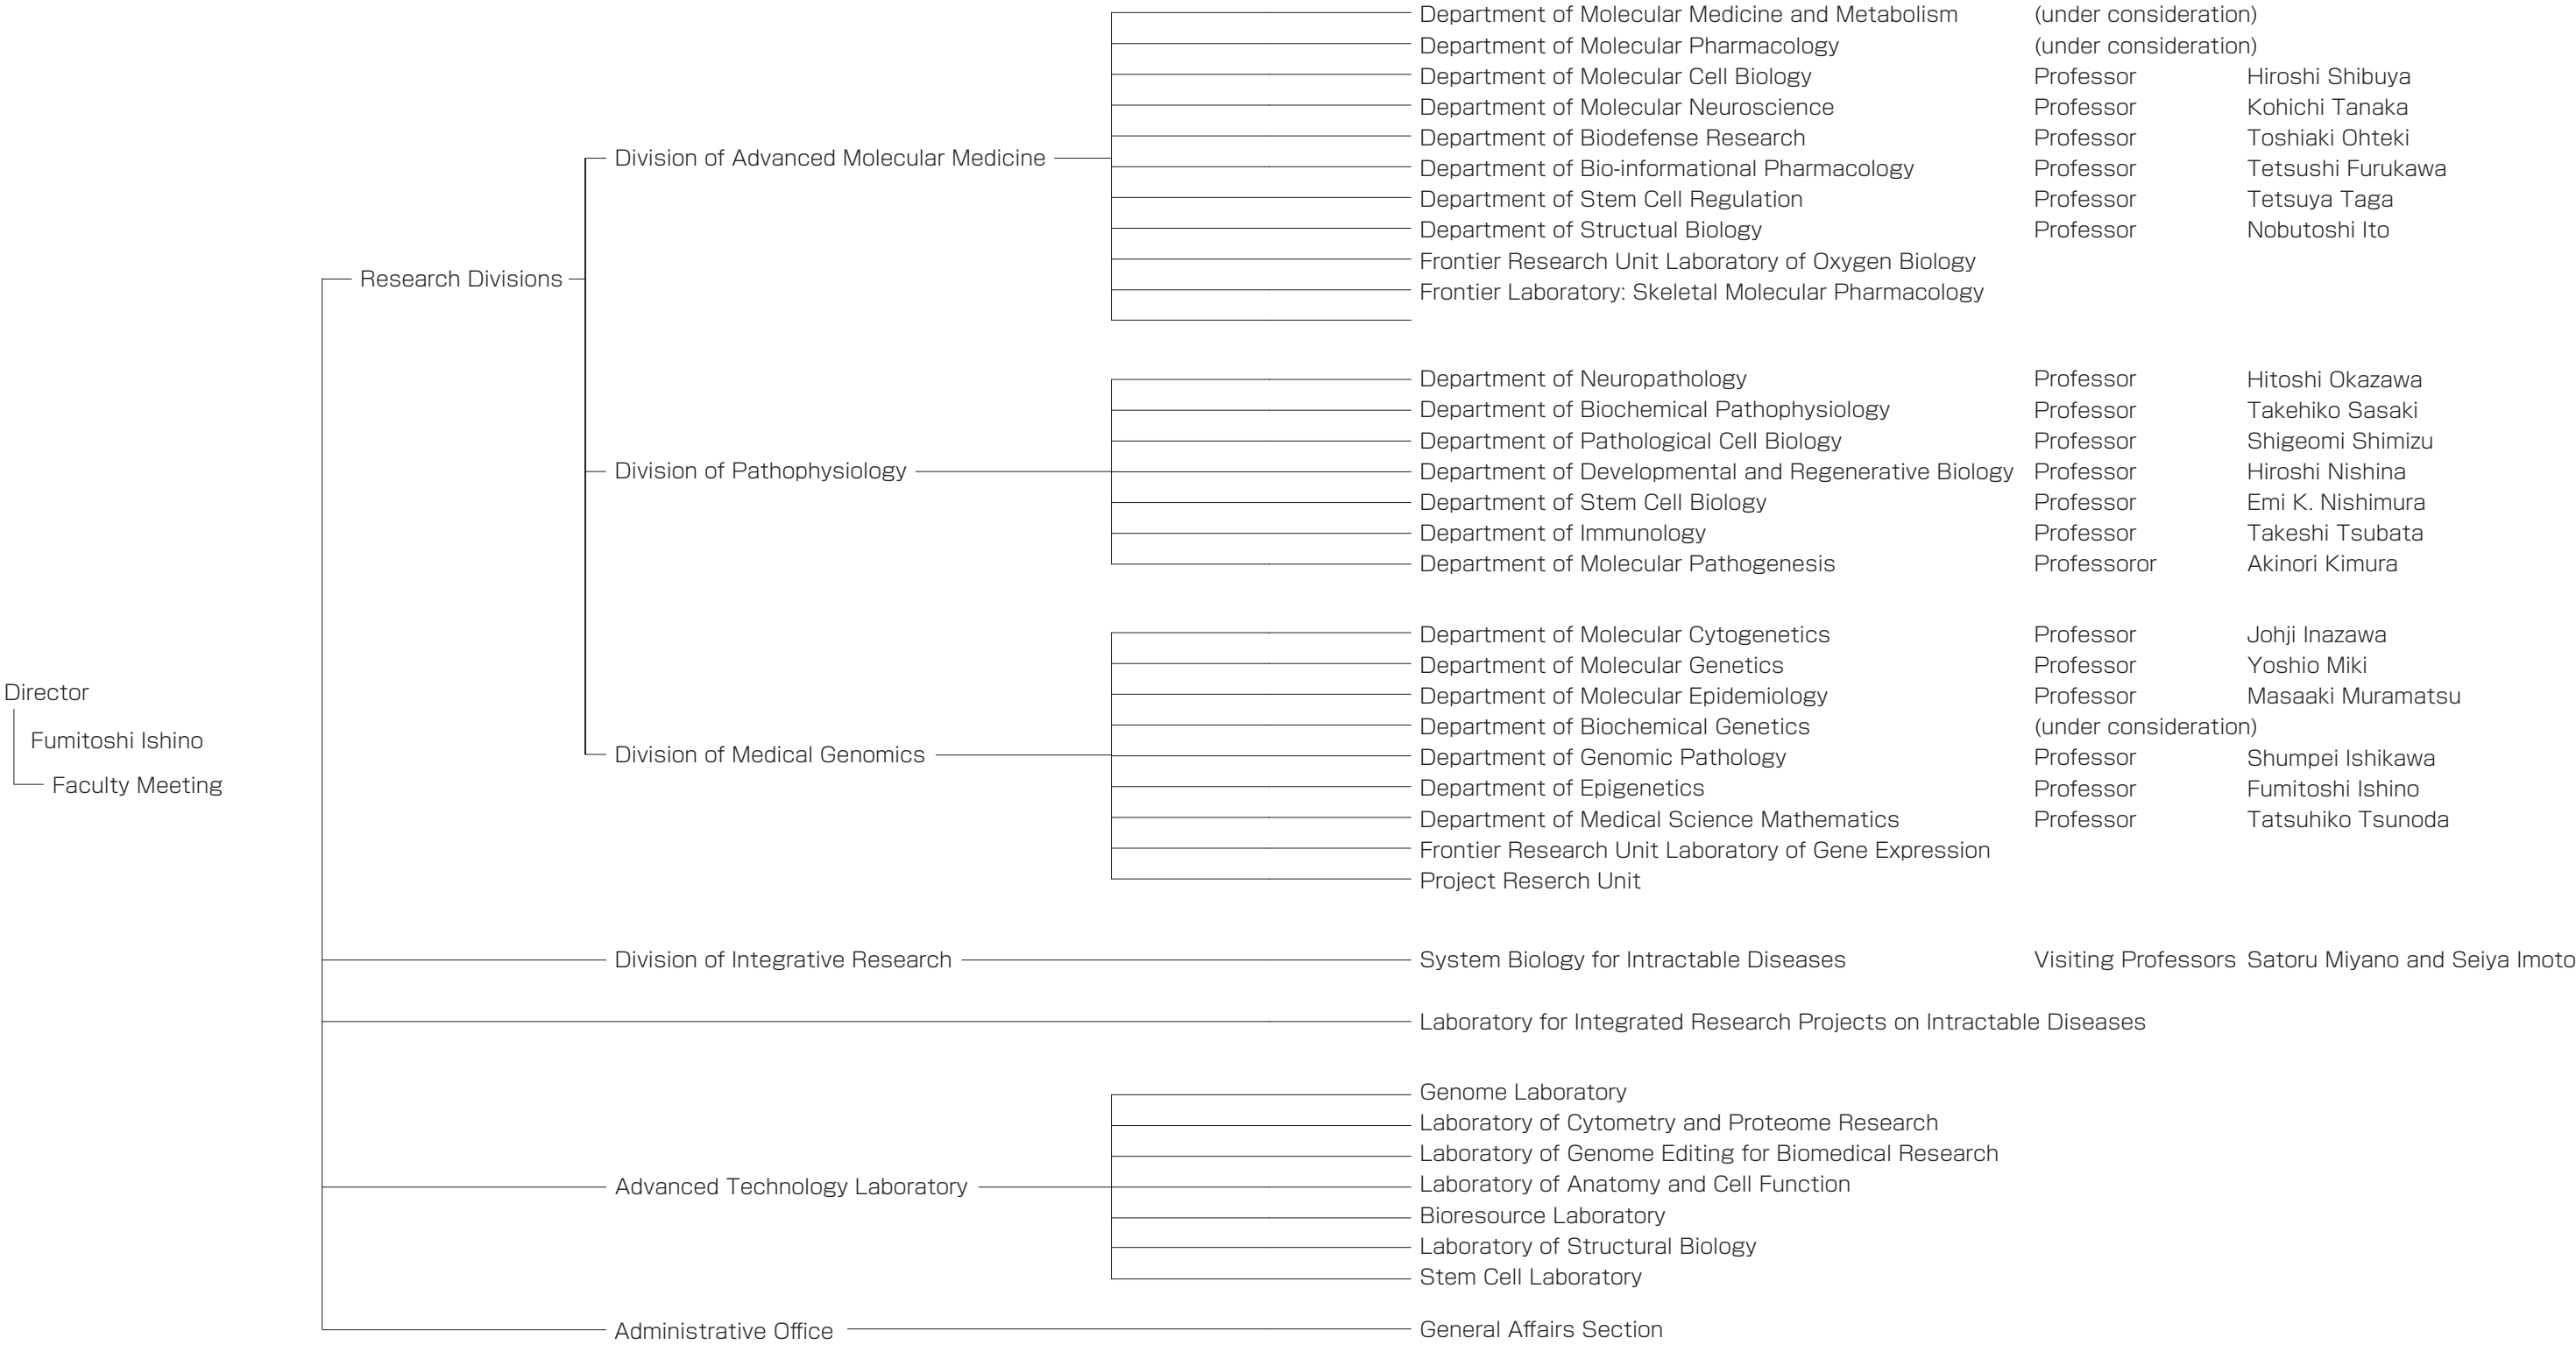 Director
Fumitoshi Ishino
Faculty Meeting
Research Divisions
Division of Advanced Molecular Medicine
Department of Molecular Medicine and Metabolism (under consideration)
Department of Molecular Pharmacology (under consideration)
Department of Molecular Cell Biology Professor Hiroshi Shibuya
Department of Molecular Neuroscience Professor Kohichi Tanaka
Department of Biodefense Research Professor Toshiaki Ohteki
Department of Bio-informational Pharmacology Professor Tetsushi Furukawa
Department of Stem Cell Regulation Professor Tetsuya Taga
Department of Structual Biology Professor Nobutoshi Ito
Frontier Research Unit Laboratory of Oxygen Biology
Frontier Laboratory: Skeletal Molecular Pharmacology
Division of Pathophysiology
Department of Neuropathology Professor Hitoshi Okazawa
Department of Biochemical Pathophysiology Professor Takehiko Sasaki
Department of Pathological Cell Biology Professor Shigeomi Shimizu
Department of Developmental and Regenerative Biology Professor Hiroshi Nishina
Department of Stem Cell Biology Professor Emi K. Nishimura
Department of Immunology Professor Takeshi Tsubata
Department of Molecular Pathogenesis Professoror Akinori Kimura
Division of Medical Genomics
Department of Molecular Cytogenetics Professor Johji Inazawa
Department of Molecular Genetics Professor Yoshio Miki
Department of Molecular Epidemiology Professor Masaaki Muramatsu
Department of Biochemical Genetics (under consideration)
Department of Genomic Pathology Professor Shumpei Ishikawa
Department of Epigenetics Professor Fumitoshi Ishino
Department of Medical Science Mathematics Professor Tatsuhiko Tsunoda
Frontier Research Unit Laboratory of Gene Expression
Project Reserch Unit
Division of Integrative Research
System Biology for Intractable Diseases Visiting Professors Satoru Miyano and Seiya Imoto
Laboratory for Integrated Research Projects on Intractable Diseases
Advanced Technology Laboratory
Genome Laboratory
Laboratory of Cytometry and Proteome Research
Laboratory of Genome Editing for Biomedical Research
Laboratory of Anatomy and Cell Function
Bioresource Laboratory
Laboratory of Structural Biology
Stem Cell Laboratory
Administrative Office
General Affairs Section